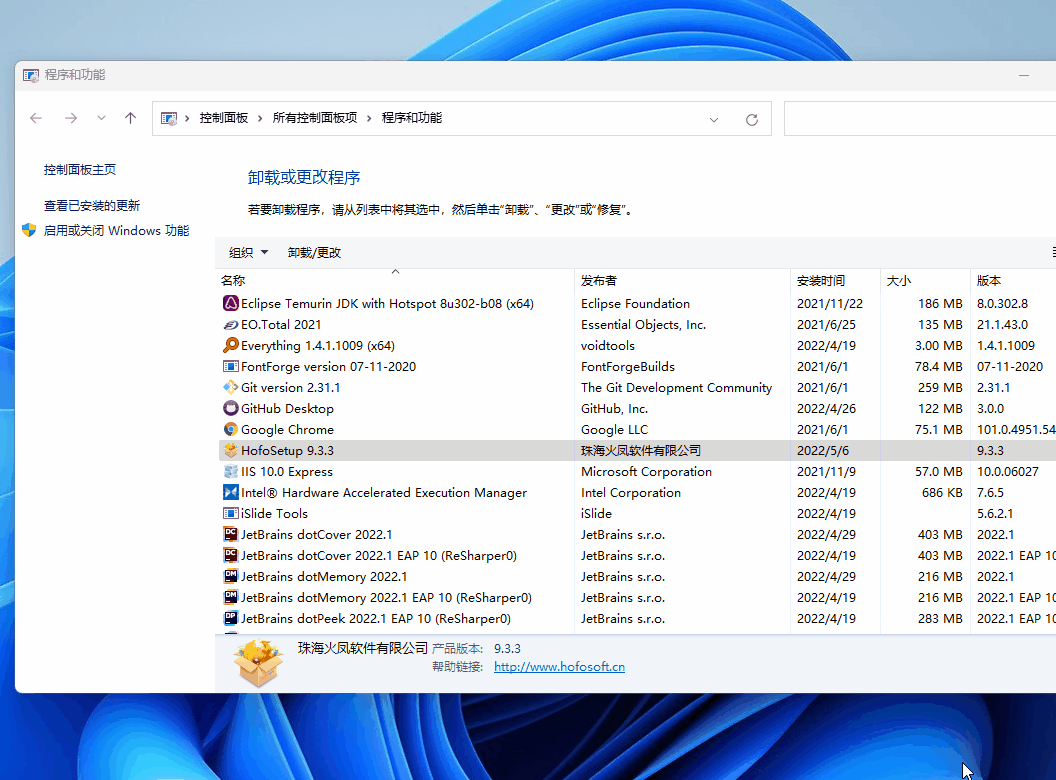 程序和功能
控制面板 > 所有控制面板项 > 程序和功能
控制面板主页
查看已安装的更新
启用或关闭 Windows 功能
卸载或更改程序
若要卸载程序，请从列表中将其选中，然后单击“卸载”、“更改”或“修复”。
组织 卸载/更改
名称 发布者 安装时间 大小 版本
Eclipse Temurin JDK with Hotspot 8u302-b08 (x64) Eclipse Foundation 2021/11/22 186 MB 8.0.302.8
EO.Total 2021 Essential Objects, Inc. 2021/6/25 135 MB 21.1.43.0
Everything 1.4.1.1009 (x64) voidtools 2022/4/19 3.00 MB 1.4.1.1009
FontForge version 07-11-2020 FontForgeBuilds 2021/6/1 78.4 MB 07-11-2020
Git version 2.31.1 The Git Development Community 2021/6/1 259 MB 2.31.1
GitHub Desktop GitHub, Inc. 2022/4/26 122 MB 3.0.0
Google Chrome Google LLC 2021/6/1 75.1 MB 101.0.4951.54
HofoSetup 9.3.3 珠海火凤软件有限公司 2022/5/6 9.3.3
IIS 10.0 Express Microsoft Corporation 2021/11/9 57.0 MB 10.0.06027
Intel® Hardware Accelerated Execution Manager Intel Corporation 2022/4/19 686 KB 7.6.5
iSlide Tools iSlide 2022/4/19 5.6.2.1
JetBrains dotCover 2022.1 JetBrains s.r.o. 2022/4/29 403 MB 2022.1
JetBrains dotCover 2022.1 EAP 10 (ReSharper0) JetBrains s.r.o. 2022/4/19 403 MB 2022.1 EAP 10
JetBrains dotMemory 2022.1 JetBrains s.r.o. 2022/4/29 216 MB 2022.1
JetBrains dotMemory 2022.1 EAP 10 (ReSharper0) JetBrains s.r.o. 2022/4/19 216 MB 2022.1 EAP 10
JetBrains dotPeek 2022.1 EAP 10 (ReSharper0) JetBrains s.r.o. 2022/4/19 283 MB 2022.1 EAP 10
珠海火凤软件有限公司 产品版本: 9.3.3
帮助链接: http://www.hofosoft.cn